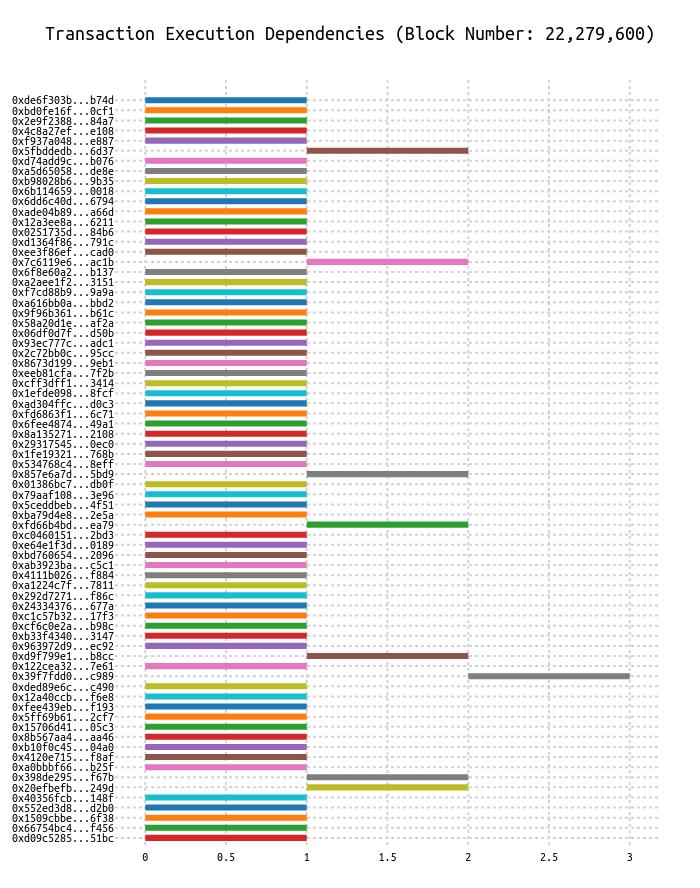 Transaction Execution Dependencies (Block Number: 22,279,600)
0xde6f303b...b74d
0xbd0fe16f...0cf1
0x2e9f2388...84a7
0x4c8a27ef...e108
0xf937a048...e887
0x5fbddedb...6d37
0xd74add9c...b076
0xa5d65058...de8e
0xb98028b6...9b35
0x6b114659...0018
0x6dd6c40d...6794
0xade04b89...a66d
0x12a3ee8a...6211
0x0251735d...84b6
0xd1364f86...791c
0xee3f86ef...cad0
0x7c6119e6...ac1b
0x6f8e60a2...b137
0xa2aee1f2...3151
0xf7cd88b9...9a9a
0xa616bb0a...bbd2
0x9f96b361...b61c
0x58a20d1e...af2a
0x06df0d7f...d50b
0x93ec777c...adc1
0x2c72bb0c...95cc
0x8673d199...9eb1
0xeeb81cfa...7f2b
0xcff3dff1...3414
0x1efde098...8fcf
0xad304ffc...d0c3
0xfd6863f1...6c71
0x6fee4874...49a1
0x8a135271...2108
0x29317545...0ec0
0x1fe19321...768b
0x534768c4...8eff
0x857e6a7d...5bd9
0x01386bc7...db0f
0x79aaf108...3e96
0x5ceddbeb...4f51
0xba79d4e8...2e5a
0xfd66b4bd...ea79
0xc0460151...2bd3
0xe64e1f3d...0189
0xbd760654...2096
0xab3923ba...c5c1
0x4111b026...f884
0xa1224c7f...7811
0x292d7271...f86c
0x24334376...677a
0xc1c57b32...17f3
0xcf6c0e2a...b98c
0xb33f4340...3147
0x963972d9...ec92
0xd9f799e1...b8cc
0x122cea32...7e61
0x39f7fdd0...c989
0xded89e6c...c490
0x12a40ccb...f6e8
0xfee439eb...f193
0x5ff69b61...2cf7
0x15706d41...05c3
0x8b567aa4...aa46
0xb10f0c45...04a0
0x4120e715...f8af
0xa0bbbf66...b25f
0x398de295...f67b
0x20efbefb...249d
0x40356fcb...148f
0x552ed3d8...d2b0
0x1509cbbe...6f38
0x66754bc4...f456
0xd09c5285...51bc
0 0.5 1 1.5 2 2.5 3